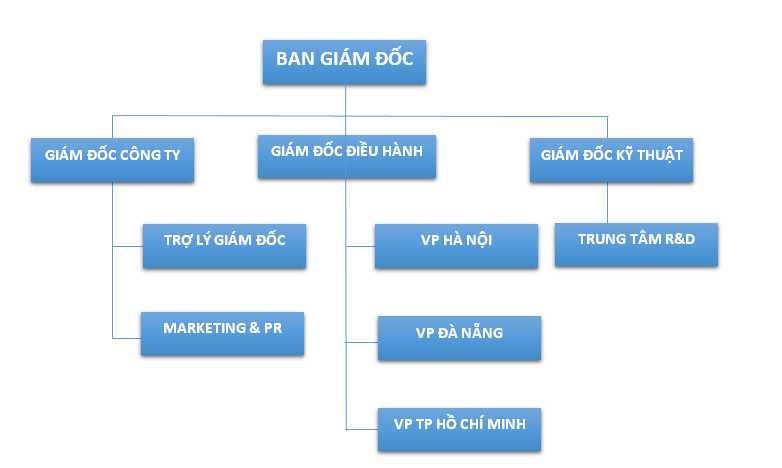 BAN GIÁM ĐỐC
GIÁM ĐỐC CÔNG TY
GIÁM ĐỐC ĐIỀU HÀNH
GIÁM ĐỐC KỸ THUẬT
TRỢ LÝ GIÁM ĐỐC
VP HÀ NỘI
TRUNG TÂM R&D
MARKETING & PR
VP ĐÀ NẴNG
VP TP HỒ CHÍ MINH